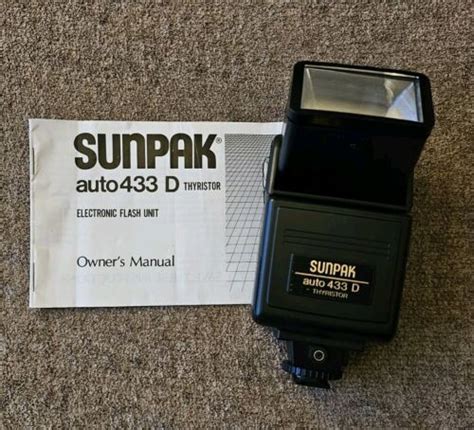 SUNPAK®
auto 433 D THYRISTOR
ELECTRONIC FLASH UNIT
Owner's Manual
SUNPAK
auto 433 D
THYRISTOR